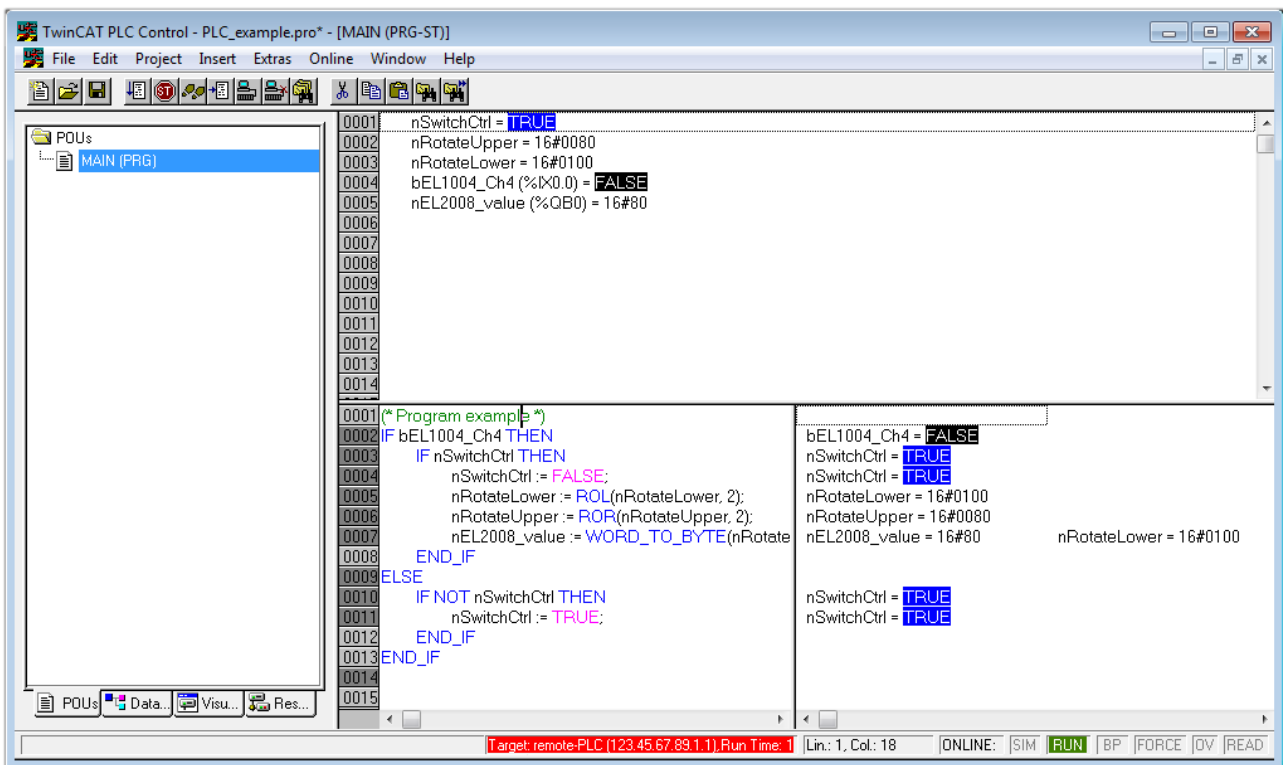 TwinCAT PLC Control - PLC_example.pro* - [MAIN (PRG-ST)]
File Edit Project Insert Extras Online Window Help
POUs
MAIN (PRG)
0001 nSwitchCtrl = TRUE
0002 nRotateUpper = 16#0080
0003 nRotateLower = 16#0100
0004 bEL1004_Ch4 (%IX0.0) = FALSE
0005 nEL2008_value (%QB0) = 16#80
0006
0007
0008
0009
0010
0011
0012
0013
0014
0001 (* Program example *)
0002 IF bEL1004_Ch4 THEN bEL1004_Ch4 = FALSE
0003 IF nSwitchCtrl THEN nSwitchCtrl = TRUE
0004 nSwitchCtrl := FALSE; nSwitchCtrl = TRUE
0005 nRotateLower := ROL(nRotateLower, 2); nRotateLower = 16#0100
0006 nRotateUpper := ROR(nRotateUpper, 2); nRotateUpper = 16#0080
0007 nEL2008_value := WORD_TO_BYTE(nRotate nEL2008_value = 16#80 nRotateLower = 16#0100
0008 END_IF
0009 ELSE
0010 IF NOT nSwitchCtrl THEN nSwitchCtrl = TRUE
0011 nSwitchCtrl := TRUE; nSwitchCtrl = TRUE
0012 END_IF
0013 END_IF
0014
0015
POUs Data... Visu... Res...
Target: remote-PLC (123.45.67.89.1.1), Run Time: 1 Lin.: 1, Col.: 18 ONLINE: SIM RUN BP FORCE OV READ